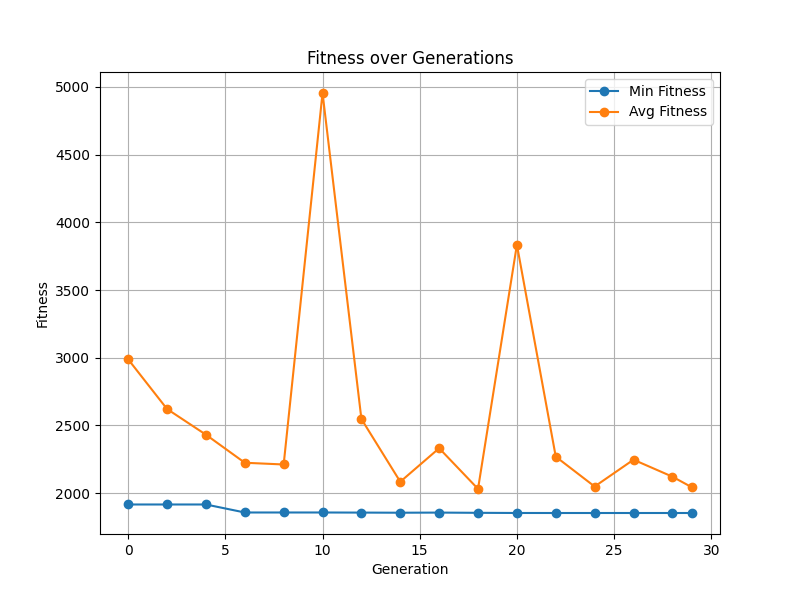 Fitness over Generations
Min Fitness
Avg Fitness
5000
4500
4000
3500
3000
2500
2000
Fitness
0 5 10 15 20 25 30
Generation